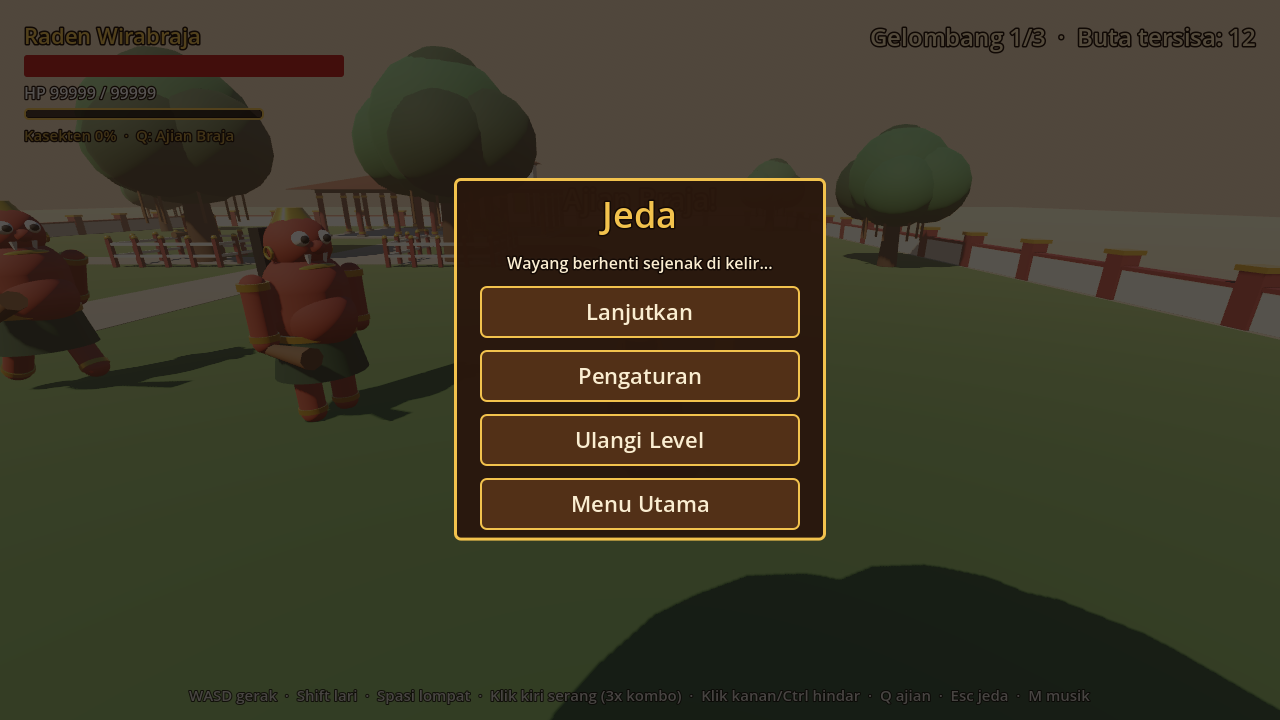 Raden Wirabraja
Gelombang 1/3 · Buta tersisa: 12
HP 99999 / 99999
Kasekten 0% · Q: Ajian Braja
Jeda
Wayang berhenti sejenak di kelir...
Lanjutkan
Pengaturan
Ulangi Level
Menu Utama
WASD gerak · Shift lari · Spasi lompat · Klik kiri serang (3x kombo) · Klik kanan/Ctrl hindar · Q ajian · Esc jeda · M musik